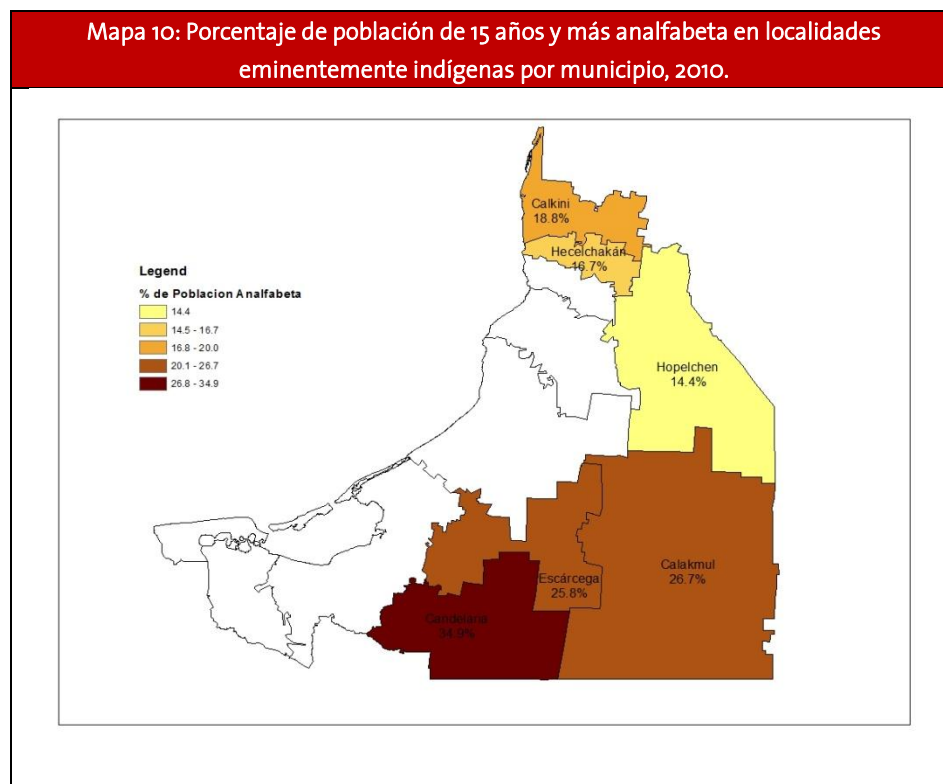 Mapa 10: Porcentaje de población de 15 años y más analfabeta en localidades
eminentemente indígenas por municipio, 2010.
Calkini
18.8%
Hecelchakán
16.7%
Legend
% de Poblacion Analfabeta
14.4
14.5 - 16.7
16.8 - 20.0
20.1 - 26.7
26.8 - 34.9
Hopelchen
14.4%
Calakmul
26.7%
Escárcega
25.8%
Candelaria
34.9%